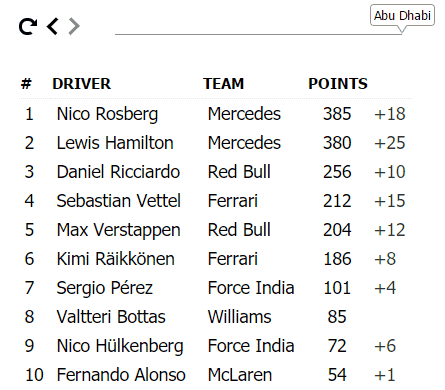 Abu Dhabi
# DRIVER TEAM POINTS
1 Nico Rosberg Mercedes 385 +18
2 Lewis Hamilton Mercedes 380 +25
3 Daniel Ricciardo Red Bull 256 +10
4 Sebastian Vettel Ferrari 212 +15
5 Max Verstappen Red Bull 204 +12
6 Kimi Räikkönen Ferrari 186 +8
7 Sergio Pérez Force India 101 +4
8 Valtteri Bottas Williams 85
9 Nico Hülkenberg Force India 72 +6
10 Fernando Alonso McLaren 54 +1